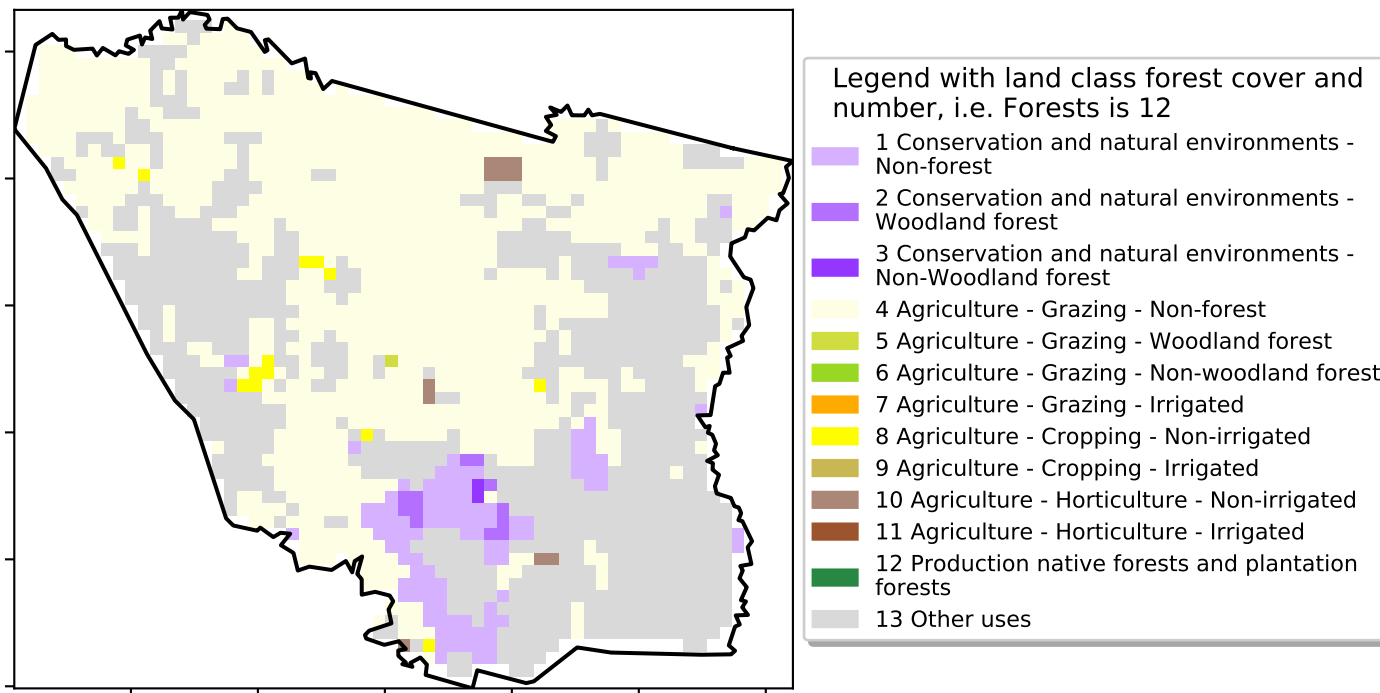 Legend with land class forest cover and
number, i.e. Forests is 12
1 Conservation and natural environments -
Non-forest
2 Conservation and natural environments -
Woodland forest
3 Conservation and natural environments -
Non-Woodland forest
4 Agriculture - Grazing - Non-forest
5 Agriculture - Grazing - Woodland forest
6 Agriculture - Grazing - Non-woodland forest
7 Agriculture - Grazing - Irrigated
8 Agriculture - Cropping - Non-irrigated
9 Agriculture - Cropping - Irrigated
10 Agriculture - Horticulture - Non-irrigated
11 Agriculture - Horticulture - Irrigated
12 Production native forests and plantation
forests
13 Other uses